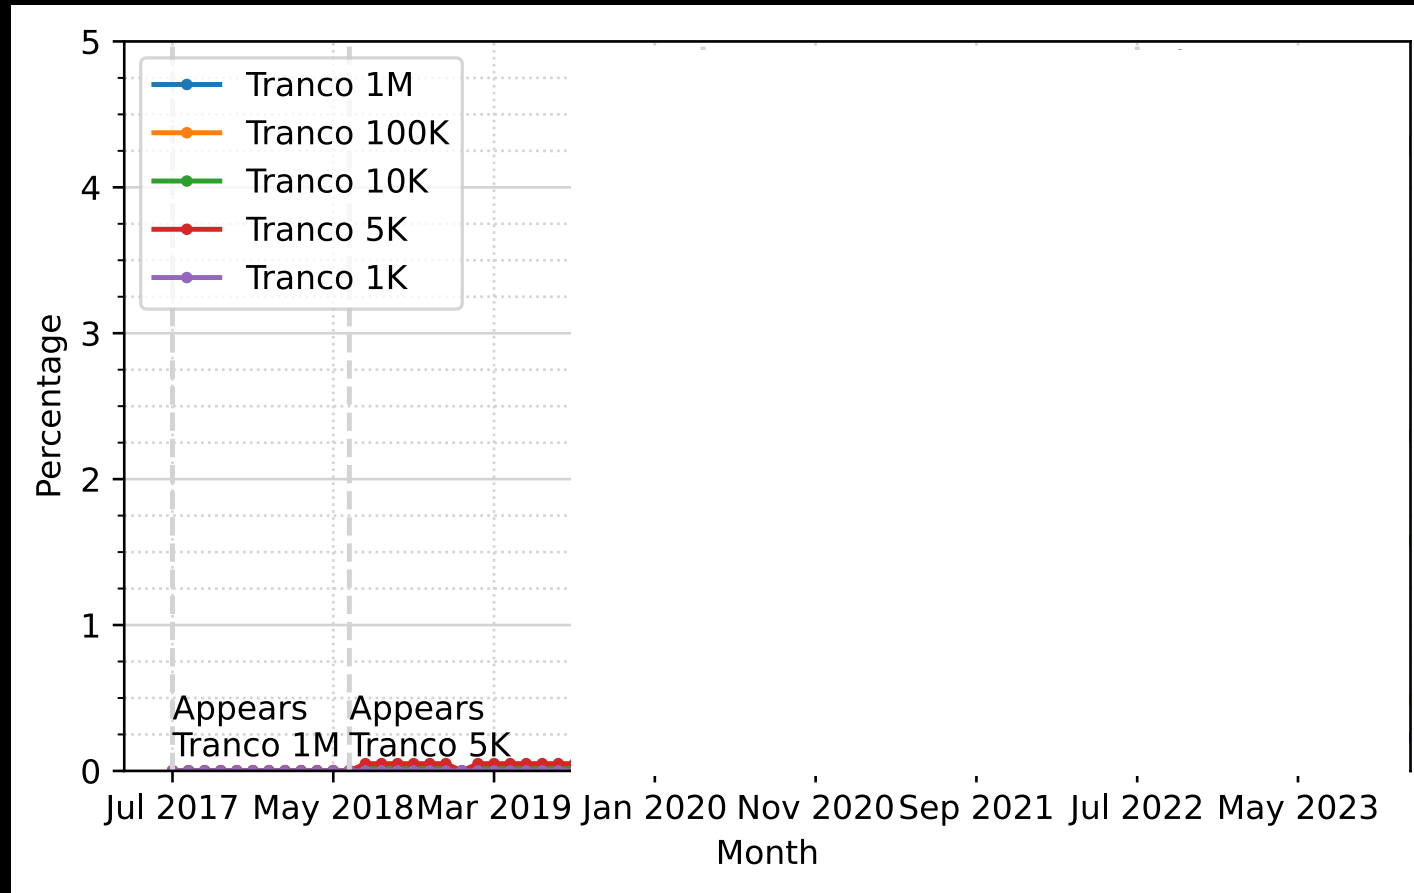 5
4
3
2
1
0
Percentage
Tranco 1M
Tranco 100K
Tranco 10K
Tranco 5K
Tranco 1K
Appears
Tranco 1M
Appears
Tranco 5K
Jul 2017 May 2018 Mar 2019 Jan 2020 Nov 2020 Sep 2021 Jul 2022 May 2023
Month